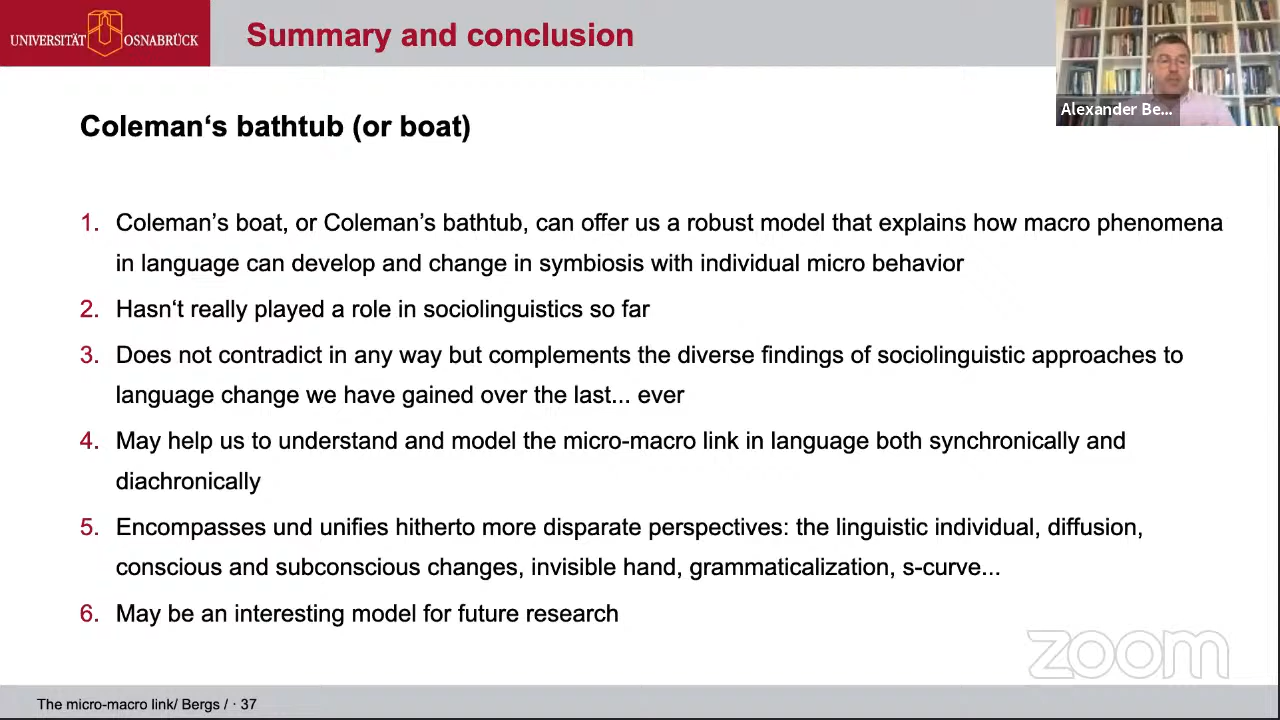 UNIVERSITÄT OSNABRÜCK
Summary and conclusion
Alexander Be...
Coleman‘s bathtub (or boat)
1. Coleman’s boat, or Coleman’s bathtub, can offer us a robust model that explains how macro phenomena
in language can develop and change in symbiosis with individual micro behavior
2. Hasn‘t really played a role in sociolinguistics so far
3. Does not contradict in any way but complements the diverse findings of sociolinguistic approaches to
language change we have gained over the last... ever
4. May help us to understand and model the micro-macro link in language both synchronically and
diachronically
5. Encompasses und unifies hitherto more disparate perspectives: the linguistic individual, diffusion,
conscious and subconscious changes, invisible hand, grammaticalization, s-curve...
6. May be an interesting model for future research
zoom
The micro-macro link/ Bergs / · 37